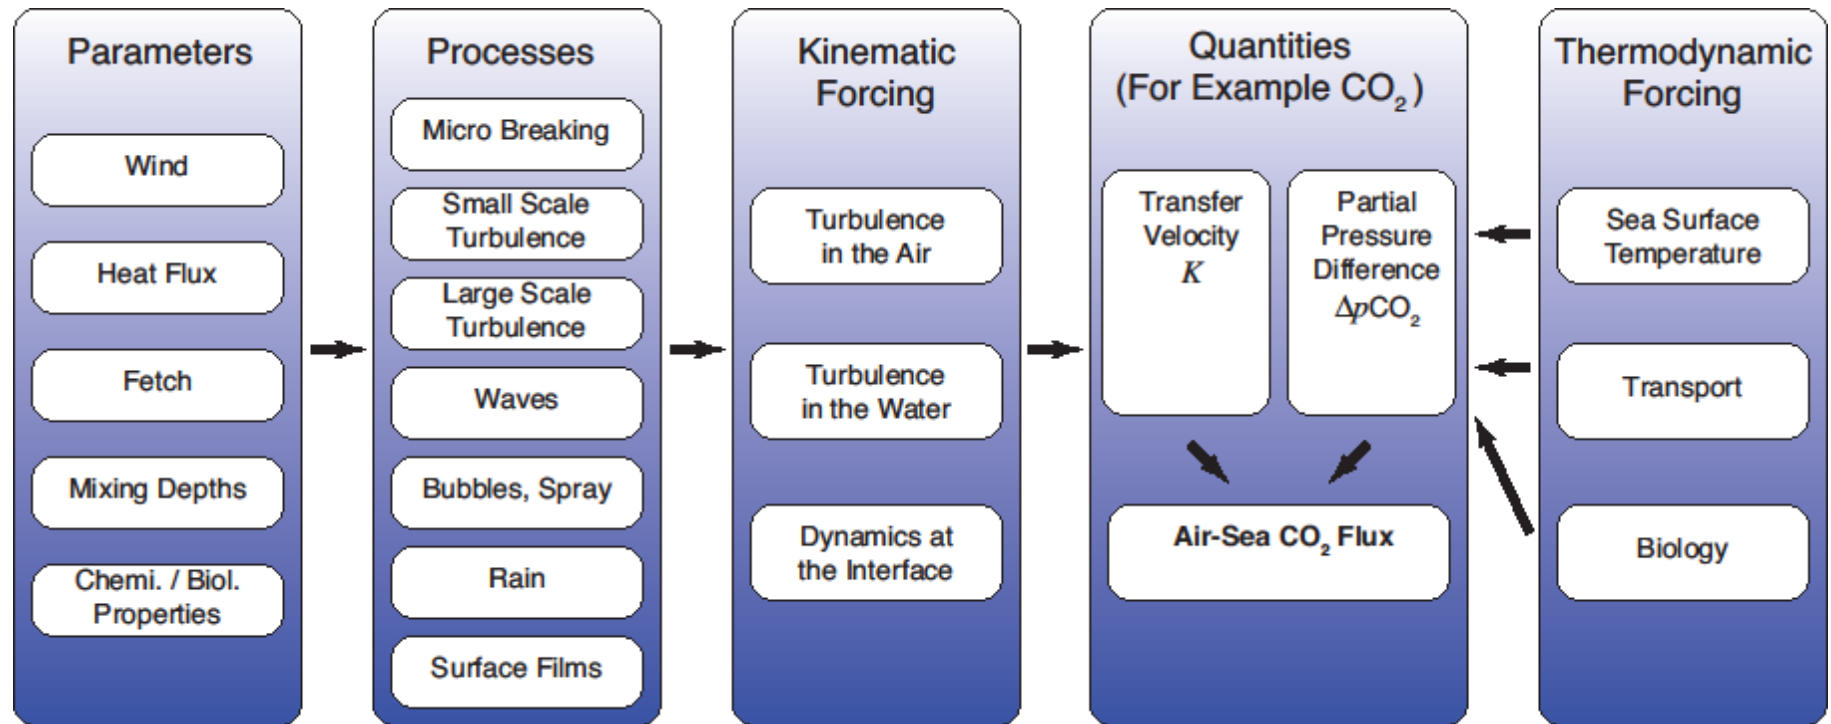 Parameters
Wind
Heat Flux
Fetch
Mixing Depths
Chemi. / Biol.
Properties
Processes
Micro Breaking
Small Scale
Turbulence
Large Scale
Turbulence
Waves
Bubbles, Spray
Rain
Surface Films
Kinematic
Forcing
Turbulence
in the Air
Turbulence
in the Water
Dynamics at
the Interface
Quantities
(For Example CO₂)
Transfer
Velocity
K
Partial
Pressure
Difference
ΔpCO₂
Air-Sea CO₂ Flux
Thermodynamic
Forcing
Sea Surface
Temperature
Transport
Biology